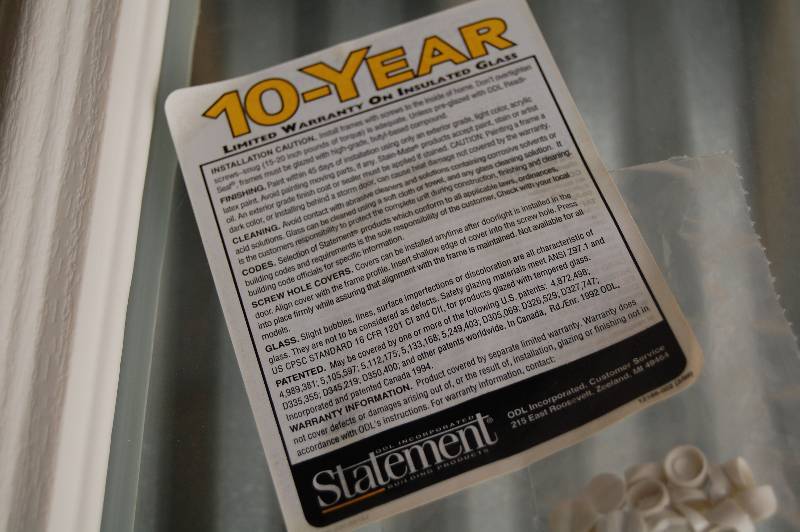 10-YEAR
LIMITED WARRANTY ON INSULATED GLASS
INSTALLATION CAUTION. Install frames with screws in the inside of home. Don't overtighten
screws–snug (15-20 inch pounds of torque) is adequate. Unless pre-glazed with ODL Readi-
Seal®, frames must be glazed with high-grade, butyl-based compound.
FINISHING. Paint within 45 days of installation using only an exterior grade, light color, acrylic
latex paint. Avoid painting moving parts, if any. Stain Mate® products accept paint, stain or artist
oil. An exterior grade finish coat or sealer must be applied if stained. CAUTION: Painting a frame a
dark color, or installing behind a storm door, can cause heat damage not covered by the warranty.
CLEANING. Avoid contact with abrasive cleaners and solutions containing corrosive solvents or
acid solutions. Glass can be cleaned using a soft cloth or towel, and any glass cleaning solution. It
is the customers responsibility to protect the complete unit during construction, finishing and cleaning.
CODES. Selection of Statement® products which conform to all applicable laws, ordinances,
building codes and requirements is the sole responsibility of the customer. Check with your local
building code officials for specific information.
SCREW HOLE COVERS. Covers can be installed anytime after doorlight is installed in the
door. Align cover with the frame profile. Insert shallow edge of cover into the screw hole. Press
into place firmly while assuring that alignment with the frame is maintained. Not available for all
models.
GLASS. Slight bubbles, lines, surface imperfections or discoloration are all characteristic of
glass. They are not to be considered as defects. Safety glazing materials meet ANSI Z97.1 and
US CPSC STANDARD 16 CFR 1201 CI and CII, for products glazed with tempered glass.
PATENTED. May be covered by one or more of the following U.S. patents: 4,872,498;
4,989,381; 5,105,597; 5,112,175; 5,133,168; 5,249,403; D305,069; D326,529; D327,747;
D335,355; D345,219; D350,400; and other patents worldwide. In Canada, Rd./Enr. 1992 ODL,
Incorporated and patented Canada 1994.
WARRANTY INFORMATION. Product covered by separate limited warranty. Warranty does
not cover defects or damages arising out of, or the result of, installation, glazing or finishing not in
accordance with ODL's instructions. For warranty information, contact:
ODL INCORPORATED
Statement®
BUILDING PRODUCTS
ODL Incorporated, Customer Service
215 East Roosevelt, Zeeland, MI 49464